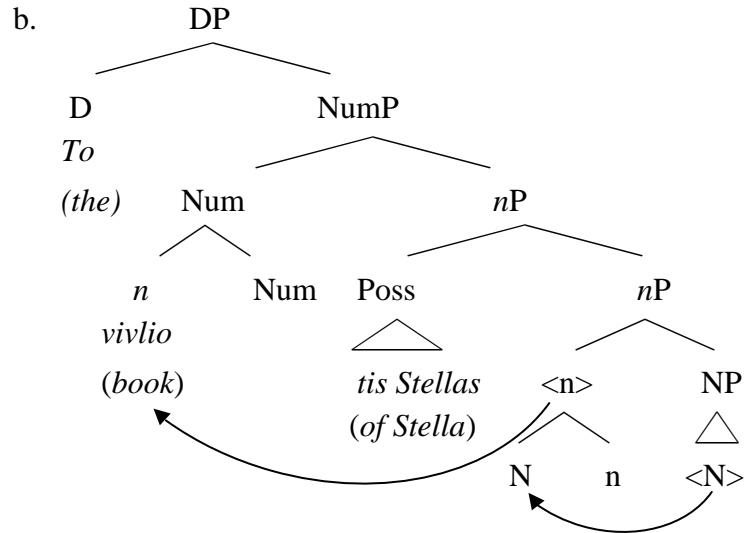 b. DP
D NumP
To
(the) Num nP
n Num Poss nP
vivlio
(book) tis Stellas <n> NP
(of Stella)
N n <N>